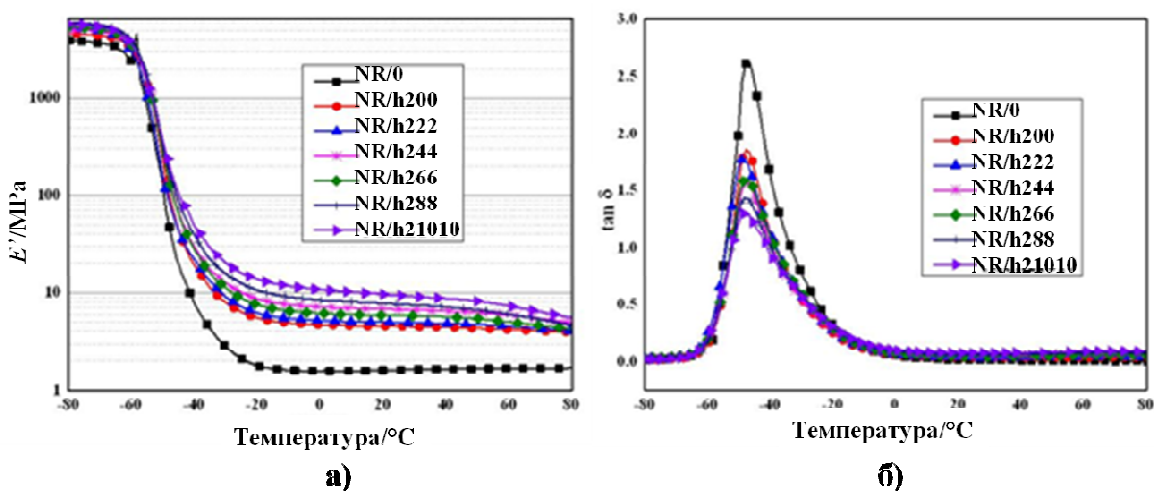 E'/MPa
1000
100
10
1
-80 -60 -40 -20 0 20 40 60 80
NR/0
NR/h200
NR/h222
NR/h244
NR/h266
NR/h288
NR/h21010
Температура/°C
а)
tan δ
3.0
2.5
2.0
1.5
1.0
0.5
0.0
-80 -60 -40 -20 0 20 40 60 80
NR/0
NR/h200
NR/h222
NR/h244
NR/h266
NR/h288
NR/h21010
Температура/°C
б)